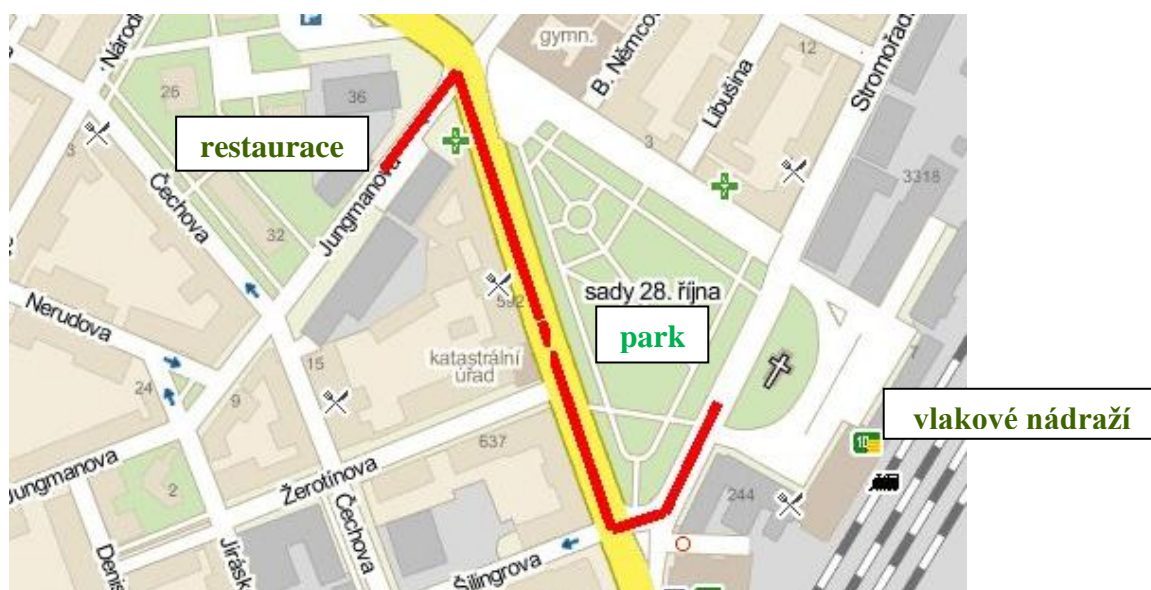 Národní
gymn.
B. Němco
12
Libušina
Stromořad
26
36
restaurace
3
3
Čechova
Jungmanova
3318
32
sady 28. října
592
park
Nerudova
katastrální
úřad
15
7
24
9
vlakové nádraží
637
Jungmanova
Žerotínova
244
2
Čechova
Denis
Jirásk
Šilingrova